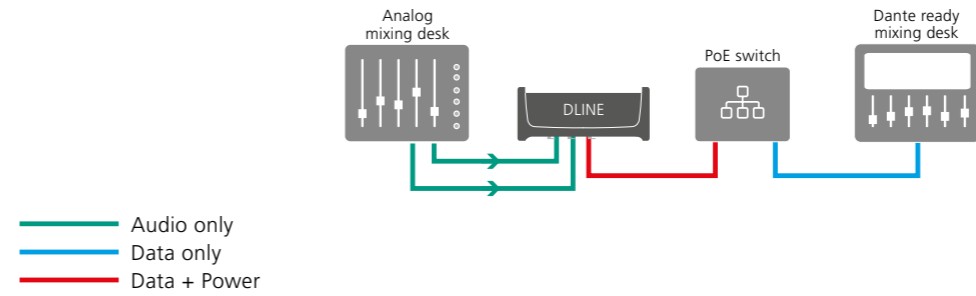 Analog
mixing desk
DLINE
PoE switch
Dante ready
mixing desk
Audio only
Data only
Data + Power